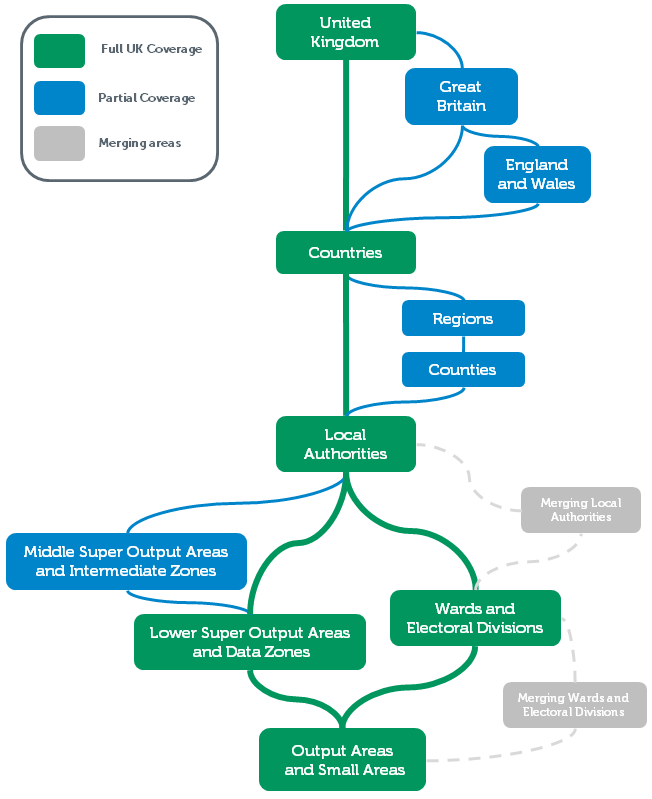 Full UK Coverage
Partial Coverage
Merging areas
United
Kingdom
Great
Britain
England
and Wales
Countries
Regions
Counties
Local
Authorities
Merging Local
Authorities
Middle Super Output Areas
and Intermediate Zones
Wards and
Electoral Divisions
Lower Super Output Areas
and Data Zones
Merging Wards and
Electoral Divisions
Output Areas
and Small Areas